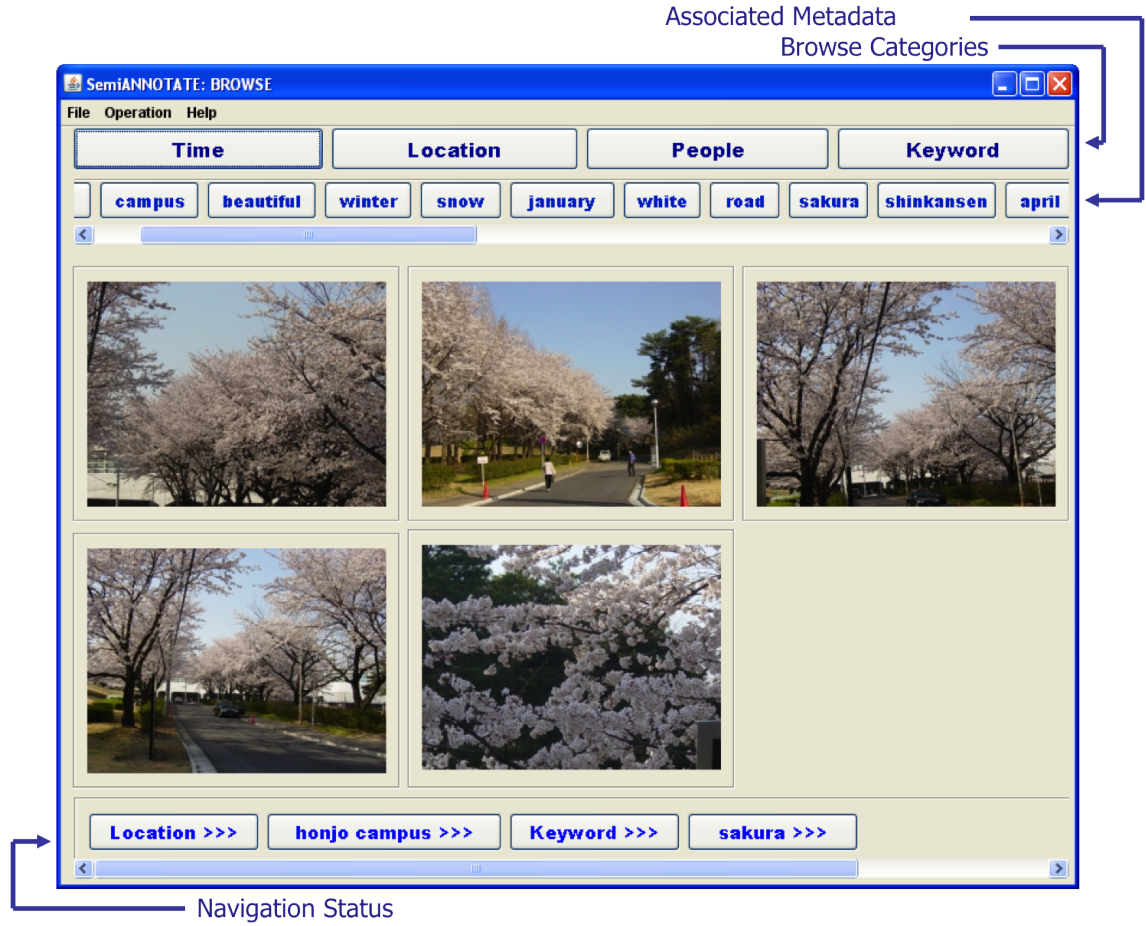 Associated Metadata
Browse Categories
SemiANNOTATE: BROWSE
File Operation Help
Time Location People Keyword
campus beautiful winter snow january white road sakura shinkansen april
Location >>> honjo campus >>> Keyword >>> sakura >>>
Navigation Status